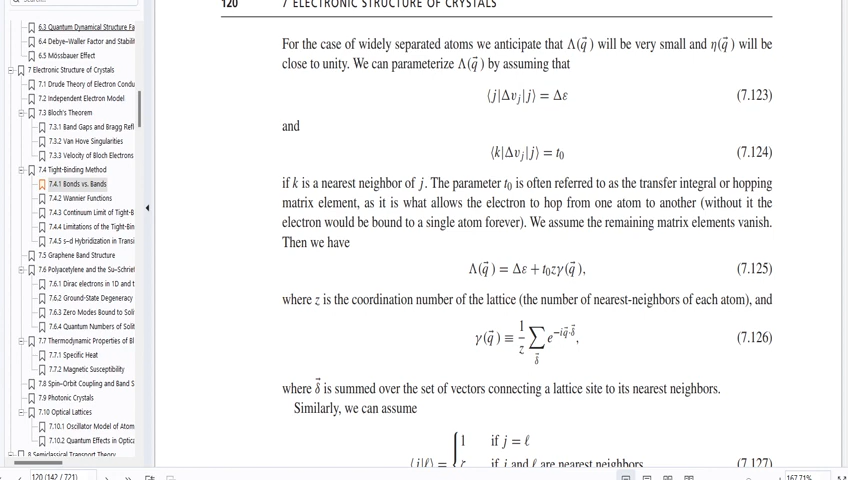 6.3 Quantum Dynamical Structure Fa
6.4 Debye–Waller Factor and Stabilit
6.5 Mössbauer Effect
7 Electronic Structure of Crystals
7.1 Drude Theory of Electron Condu
7.2 Independent Electron Model
7.3 Bloch's Theorem
7.3.1 Band Gaps and Bragg Refl
7.3.2 Van Hove Singularities
7.3.3 Velocity of Bloch Electrons
7.4 Tight-Binding Method
7.4.1 Bonds vs. Bands
7.4.2 Wannier Functions
7.4.3 Continuum Limit of Tight-B
7.4.4 Limitations of the Tight-Bin
7.4.5 s–d Hybridization in Transi
7.5 Graphene Band Structure
7.6 Polyacetylene and the Su–Schrief
7.6.1 Dirac electrons in 1D and t
7.6.2 Ground-State Degeneracy
7.6.3 Zero Modes Bound to Soli
7.6.4 Quantum Numbers of Solit
7.7 Thermodynamic Properties of Bl
7.7.1 Specific Heat
7.7.2 Magnetic Susceptibility
7.8 Spin–Orbit Coupling and Band S
7.9 Photonic Crystals
7.10 Optical Lattices
7.10.1 Oscillator Model of Atom
7.10.2 Quantum Effects in Optica
8 Semiclassical Transport Theory
120 (142 / 721)
120 7 ELECTRONIC STRUCTURE OF CRYSTALS
For the case of widely separated atoms we anticipate that Λ(q⃗) will be very small and η(q⃗) will be
close to unity. We can parameterize Λ(q⃗) by assuming that
⟨j|Δv_j|j⟩ = Δε (7.123)
and
⟨k|Δv_j|j⟩ = t₀ (7.124)
if k is a nearest neighbor of j. The parameter t₀ is often referred to as the transfer integral or hopping
matrix element, as it is what allows the electron to hop from one atom to another (without it the
electron would be bound to a single atom forever). We assume the remaining matrix elements vanish.
Then we have
Λ(q⃗) = Δε + t₀zγ(q⃗), (7.125)
where z is the coordination number of the lattice (the number of nearest-neighbors of each atom), and
γ(q⃗) ≡ 1/z ∑_δ⃗ e^{−iq⃗·δ⃗}, (7.126)
where δ⃗ is summed over the set of vectors connecting a lattice site to its nearest neighbors.
Similarly, we can assume
1 if j = ℓ
⟨j|ℓ⟩ = { if j and ℓ are nearest neighbors (7.127)
167.71%